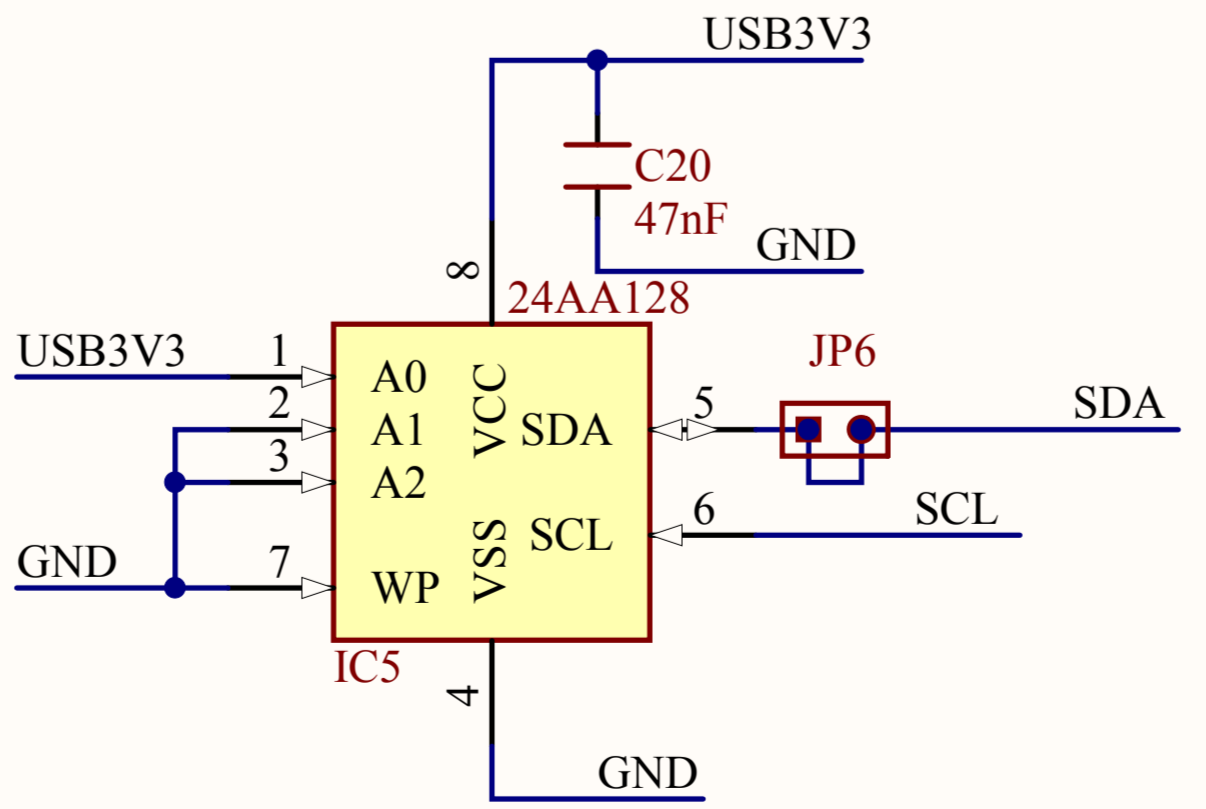 USB3V3
C20
47nF
GND
8
24AA128
USB3V3
1
A0
VCC
JP6
2
A1
SDA
5
SDA
3
A2
6
SCL
SCL
VSS
GND
7
WP
IC5
4
GND